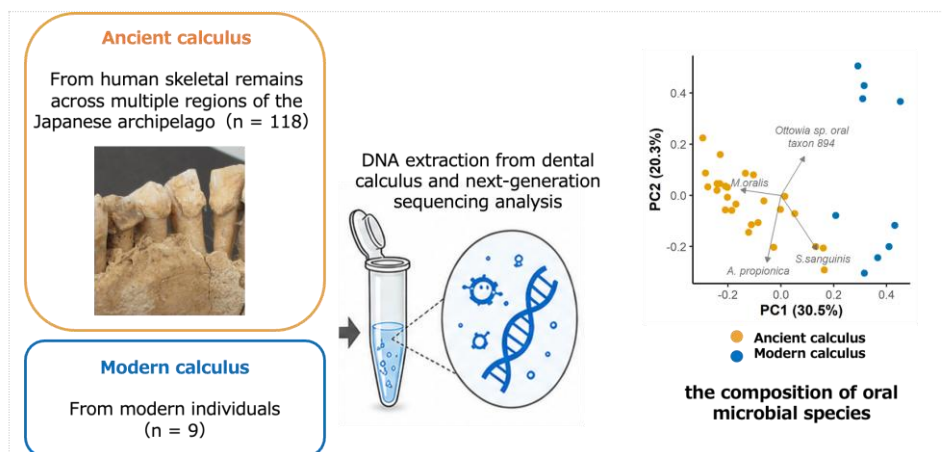 Ancient calculus
From human skeletal remains
across multiple regions of the
Japanese archipelago (n = 118)
Modern calculus
From modern individuals
(n = 9)
DNA extraction from dental
calculus and next-generation
sequencing analysis
PC2 (20.3%)
0.4
0.2
0.0
-0.2
Ottowia sp. oral
taxon 894
M.oralis
A. propionica
S.sanguinis
-0.2
0.0
0.2
0.4
PC1 (30.5%)
Ancient calculus
Modern calculus
the composition of oral
microbial species